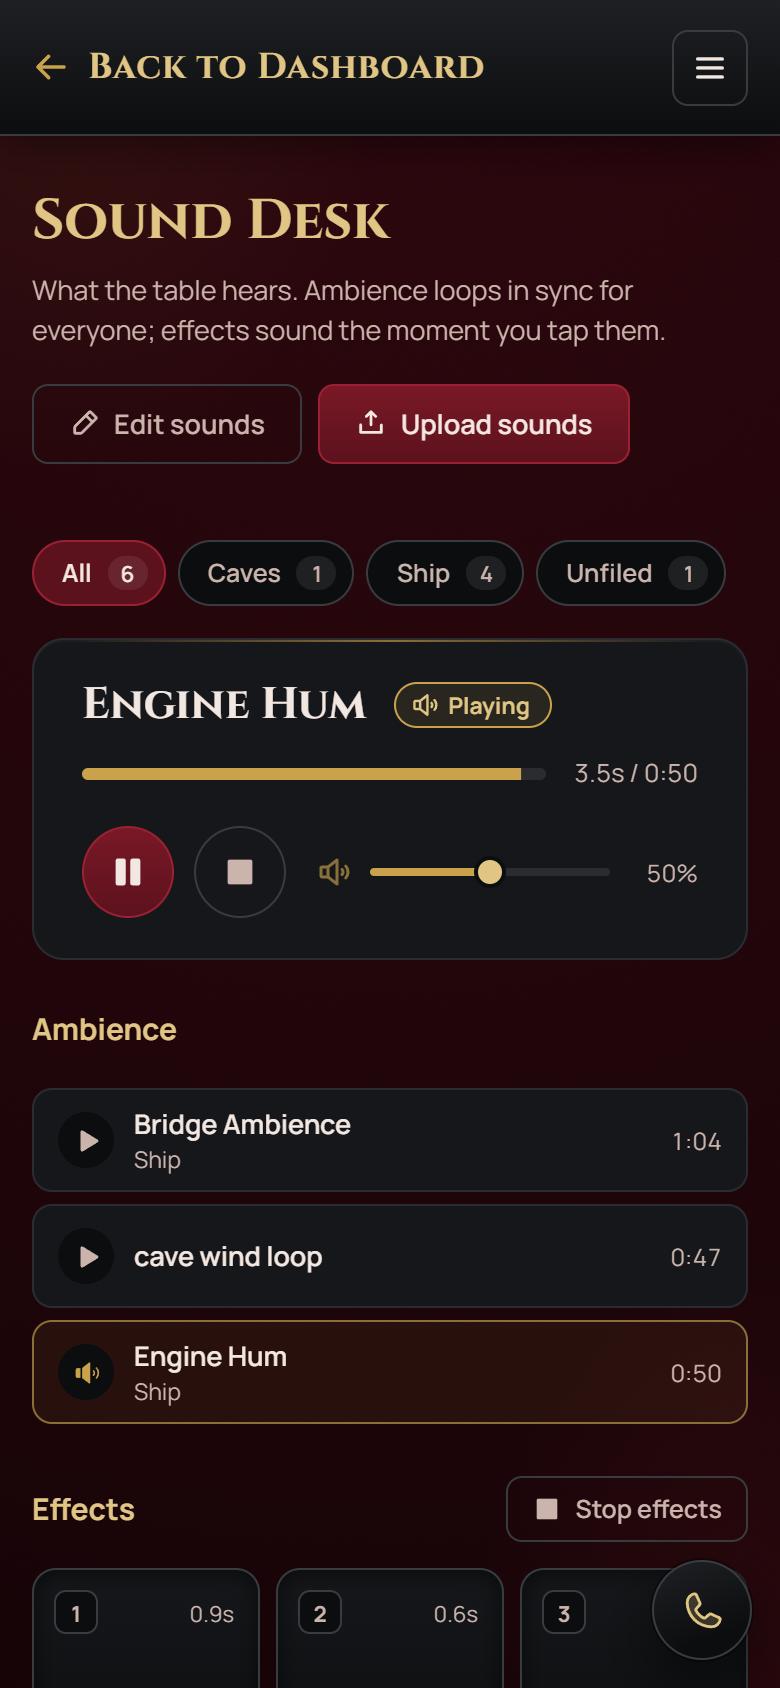 Back to Dashboard
Sound Desk
What the table hears. Ambience loops in sync for
everyone; effects sound the moment you tap them.
Edit sounds Upload sounds
All 6 Caves 1 Ship 4 Unfiled 1
Engine Hum Playing
3.5s / 0:50
50%
Ambience
Bridge Ambience
Ship
1:04
cave wind loop 0:47
Engine Hum
Ship
0:50
Effects Stop effects
1 0.9s 2 0.6s 3